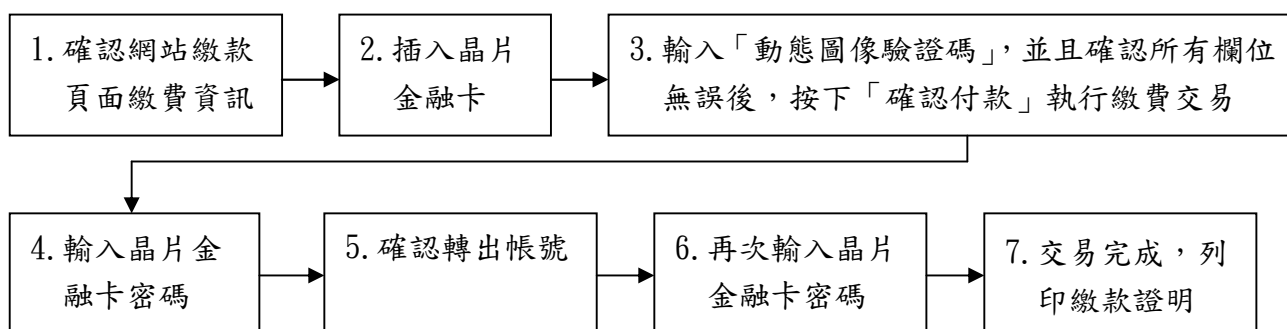 1.確認網站繳款
頁面繳費資訊
2.插入晶片
金融卡
3.輸入「動態圖像驗證碼」，並且確認所有欄位
無誤後，按下「確認付款」執行繳費交易
4.輸入晶片金
融卡密碼
5.確認轉出帳號
6.再次輸入晶片
金融卡密碼
7.交易完成，列
印繳款證明